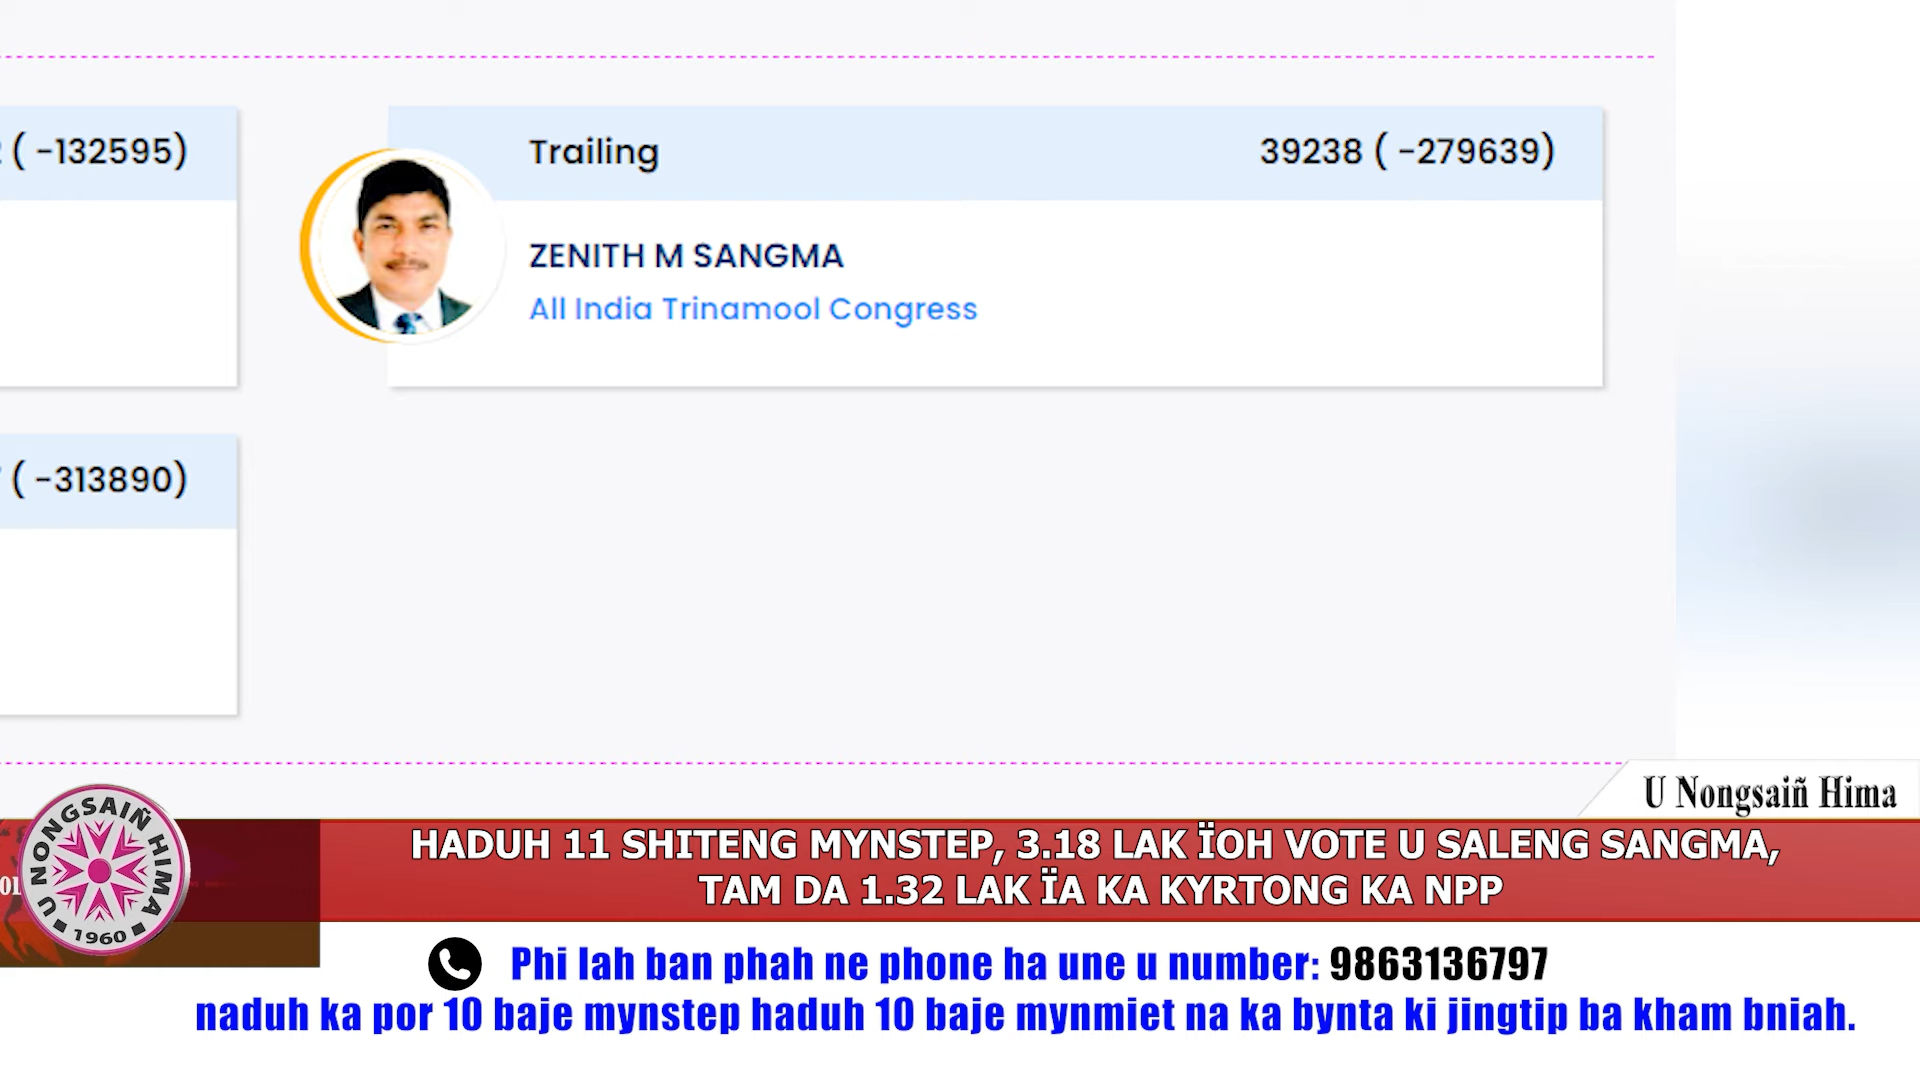 ( -132595)
Trailing 39238 ( -279639)
ZENITH M SANGMA
All India Trinamool Congress
( -313890)
U Nongsaiñ Hima
U NONGSAIÑ HIMA
1960
HADUH 11 SHITENG MYNSTEP, 3.18 LAK ÏOH VOTE U SALENG SANGMA,
TAM DA 1.32 LAK ÏA KA KYRTONG KA NPP
Phi lah ban phah ne phone ha une u number: 9863136797
naduh ka por 10 baje mynstep haduh 10 baje mynmiet na ka bynta ki jingtip ba kham bniah.